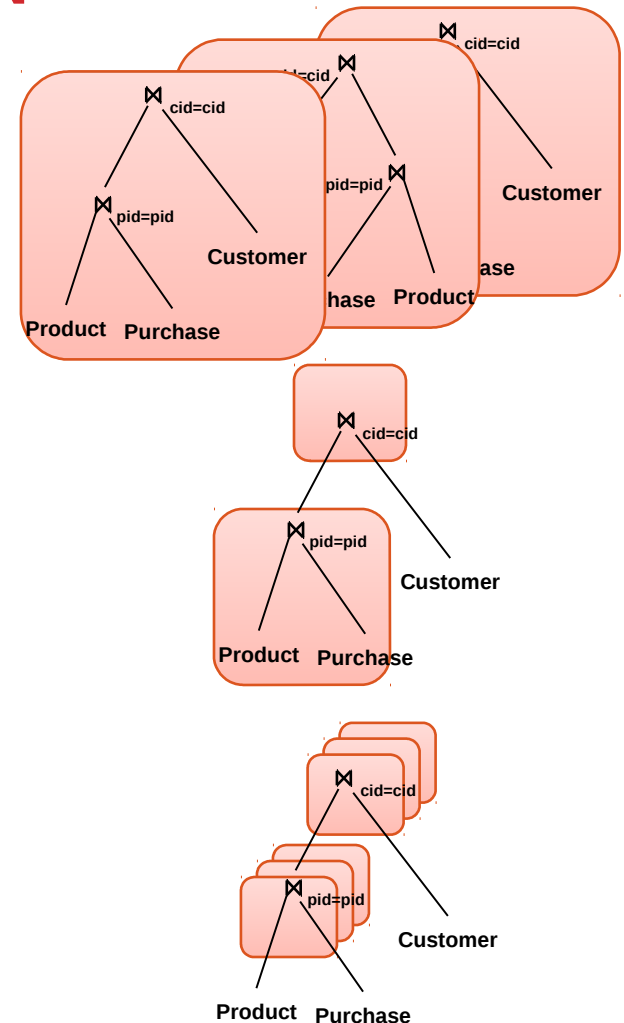 ⋈
cid=cid
Customer
ase
⋈
=cid
⋈
pid=pid
hase
Product
⋈
cid=cid
⋈
pid=pid
Customer
Product
Purchase
⋈
cid=cid
⋈
pid=pid
Customer
Product
Purchase
⋈
cid=cid
⋈
pid=pid
Customer
Product
Purchase